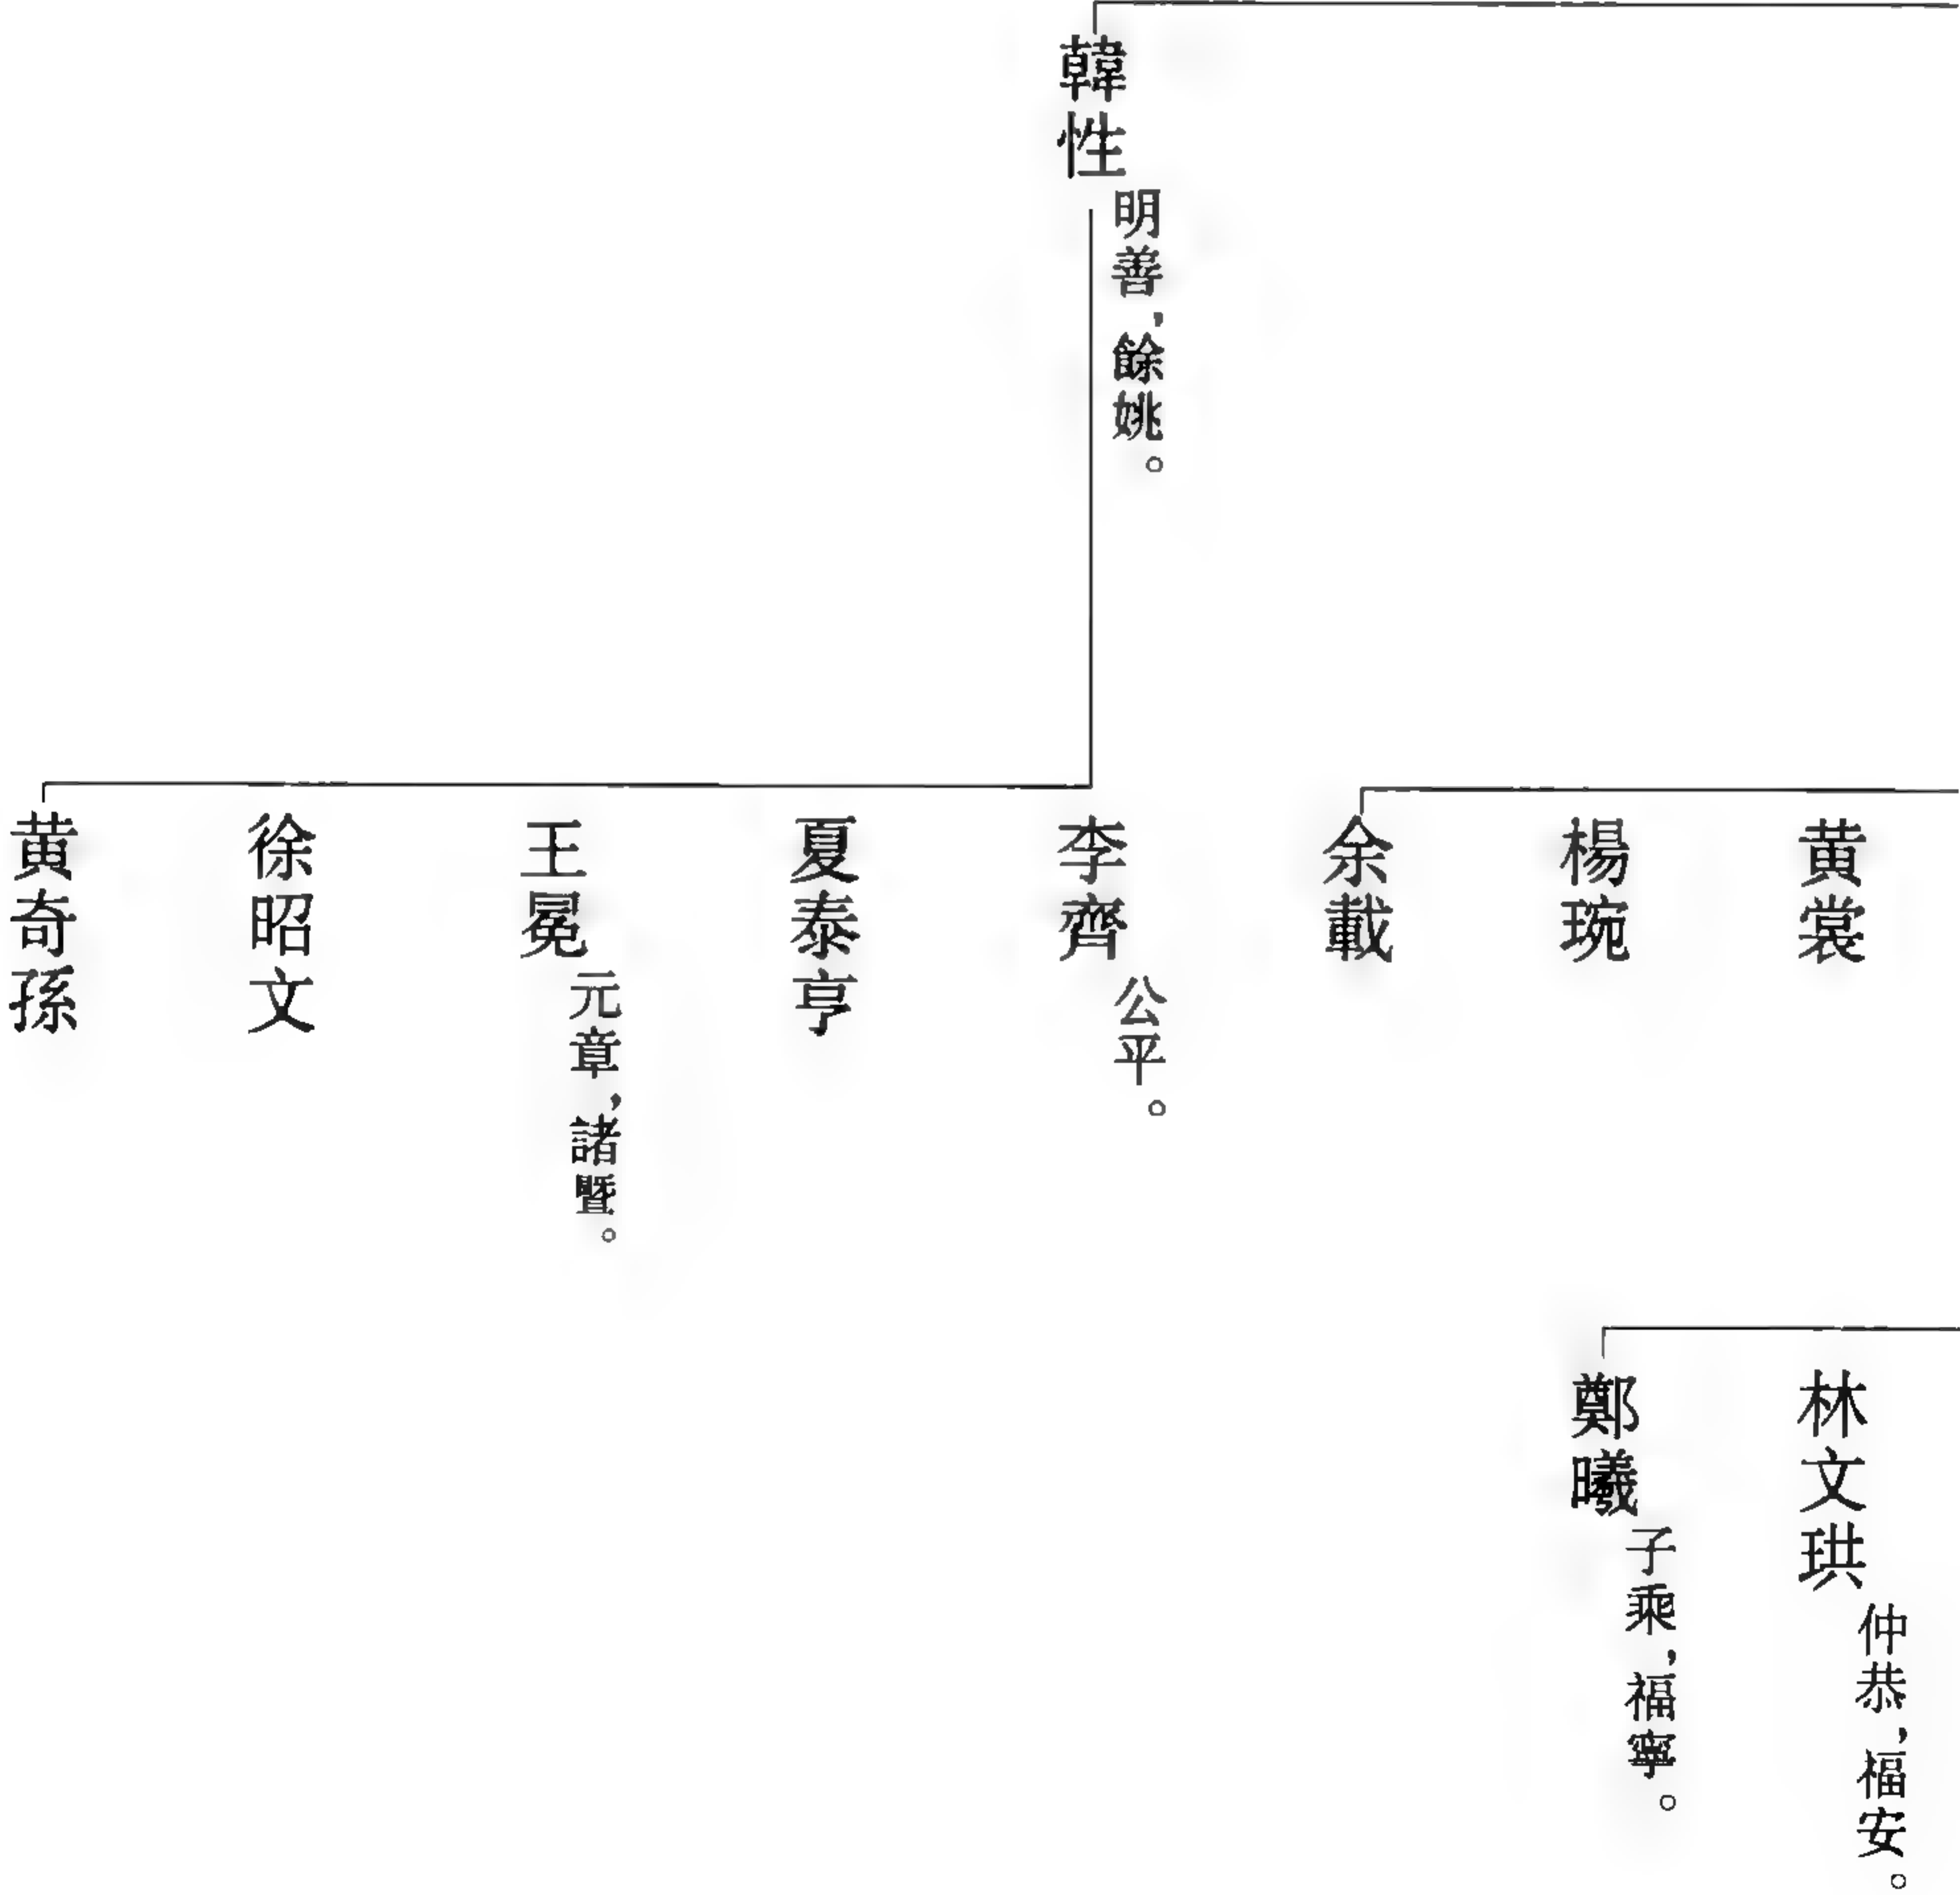 黄裳
林文珙
仲恭，福安。
楊琬
鄭曦
子乘，福寧。
余載
韓性
明善，餘姚。
李齊
公平。
夏泰亨
王冕
元章，諸暨。
徐昭文
黄奇孫